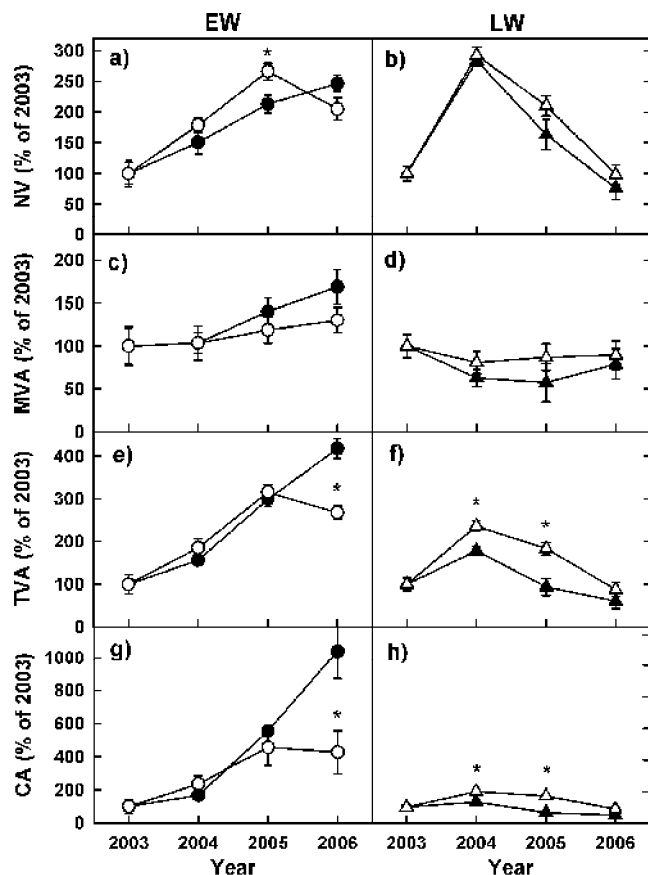 EW LW
a) * b)
NV (% of 2003)
300
250
200
150
100
50
0
c) d)
MVA (% of 2003)
200
150
100
50
0
e) * f) * *
TVA (% of 2003)
400
300
200
100
0
g) * h) * *
CA (% of 2003)
1000
800
600
400
200
0
2003 2004 2005 2006 2003 2004 2005 2006
Year Year